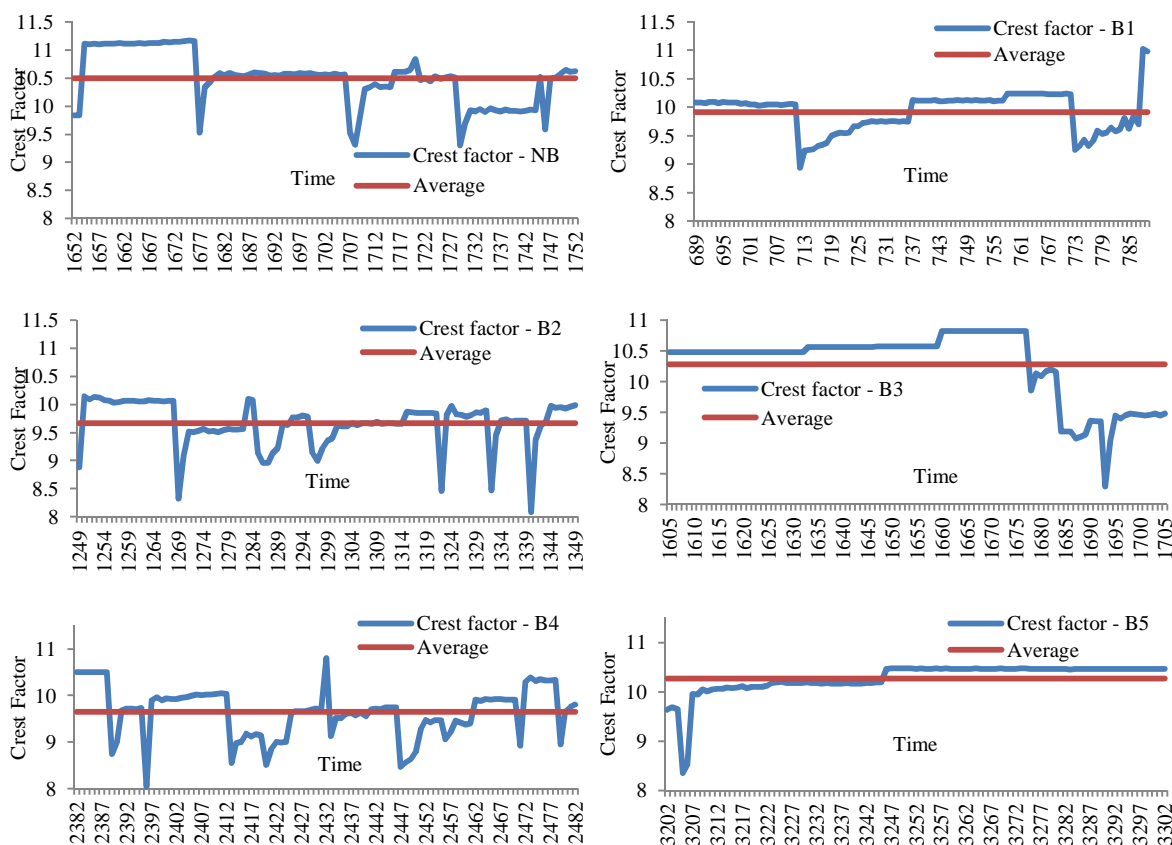 11.5
11
10.5
10
9.5
9
8.5
8
Crest Factor
Crest factor - NB
Average
Time
1652 1657 1662 1667 1672 1677 1682 1687 1692 1697 1702 1707 1712 1717 1722 1727 1732 1737 1742 1747 1752
11.5
11
10.5
10
9.5
9
8.5
8
Crest Factor
Crest factor - B1
Average
Time
689 695 701 707 713 719 725 731 737 743 749 755 761 767 773 779 785
11.5
11
10.5
10
9.5
9
8.5
8
Crest Factor
Crest factor - B2
Average
Time
1249 1254 1259 1264 1269 1274 1279 1284 1289 1294 1299 1304 1309 1314 1319 1324 1329 1334 1339 1344 1349
11
10.5
10
9.5
9
8.5
8
Crest Factor
Crest factor - B3
Average
Time
1605 1610 1615 1620 1625 1630 1635 1640 1645 1650 1655 1660 1665 1670 1675 1680 1685 1690 1695 1700 1705
11
10
9
8
Crest Factor
Crest factor - B4
Average
Time
2382 2387 2392 2397 2402 2407 2412 2417 2422 2427 2432 2437 2442 2447 2452 2457 2462 2467 2472 2477 2482
11
10
9
8
Crest Factor
Crest factor - B5
Average
Time
3202 3207 3212 3217 3222 3227 3232 3237 3242 3247 3252 3257 3262 3267 3272 3277 3282 3287 3292 3297 3302